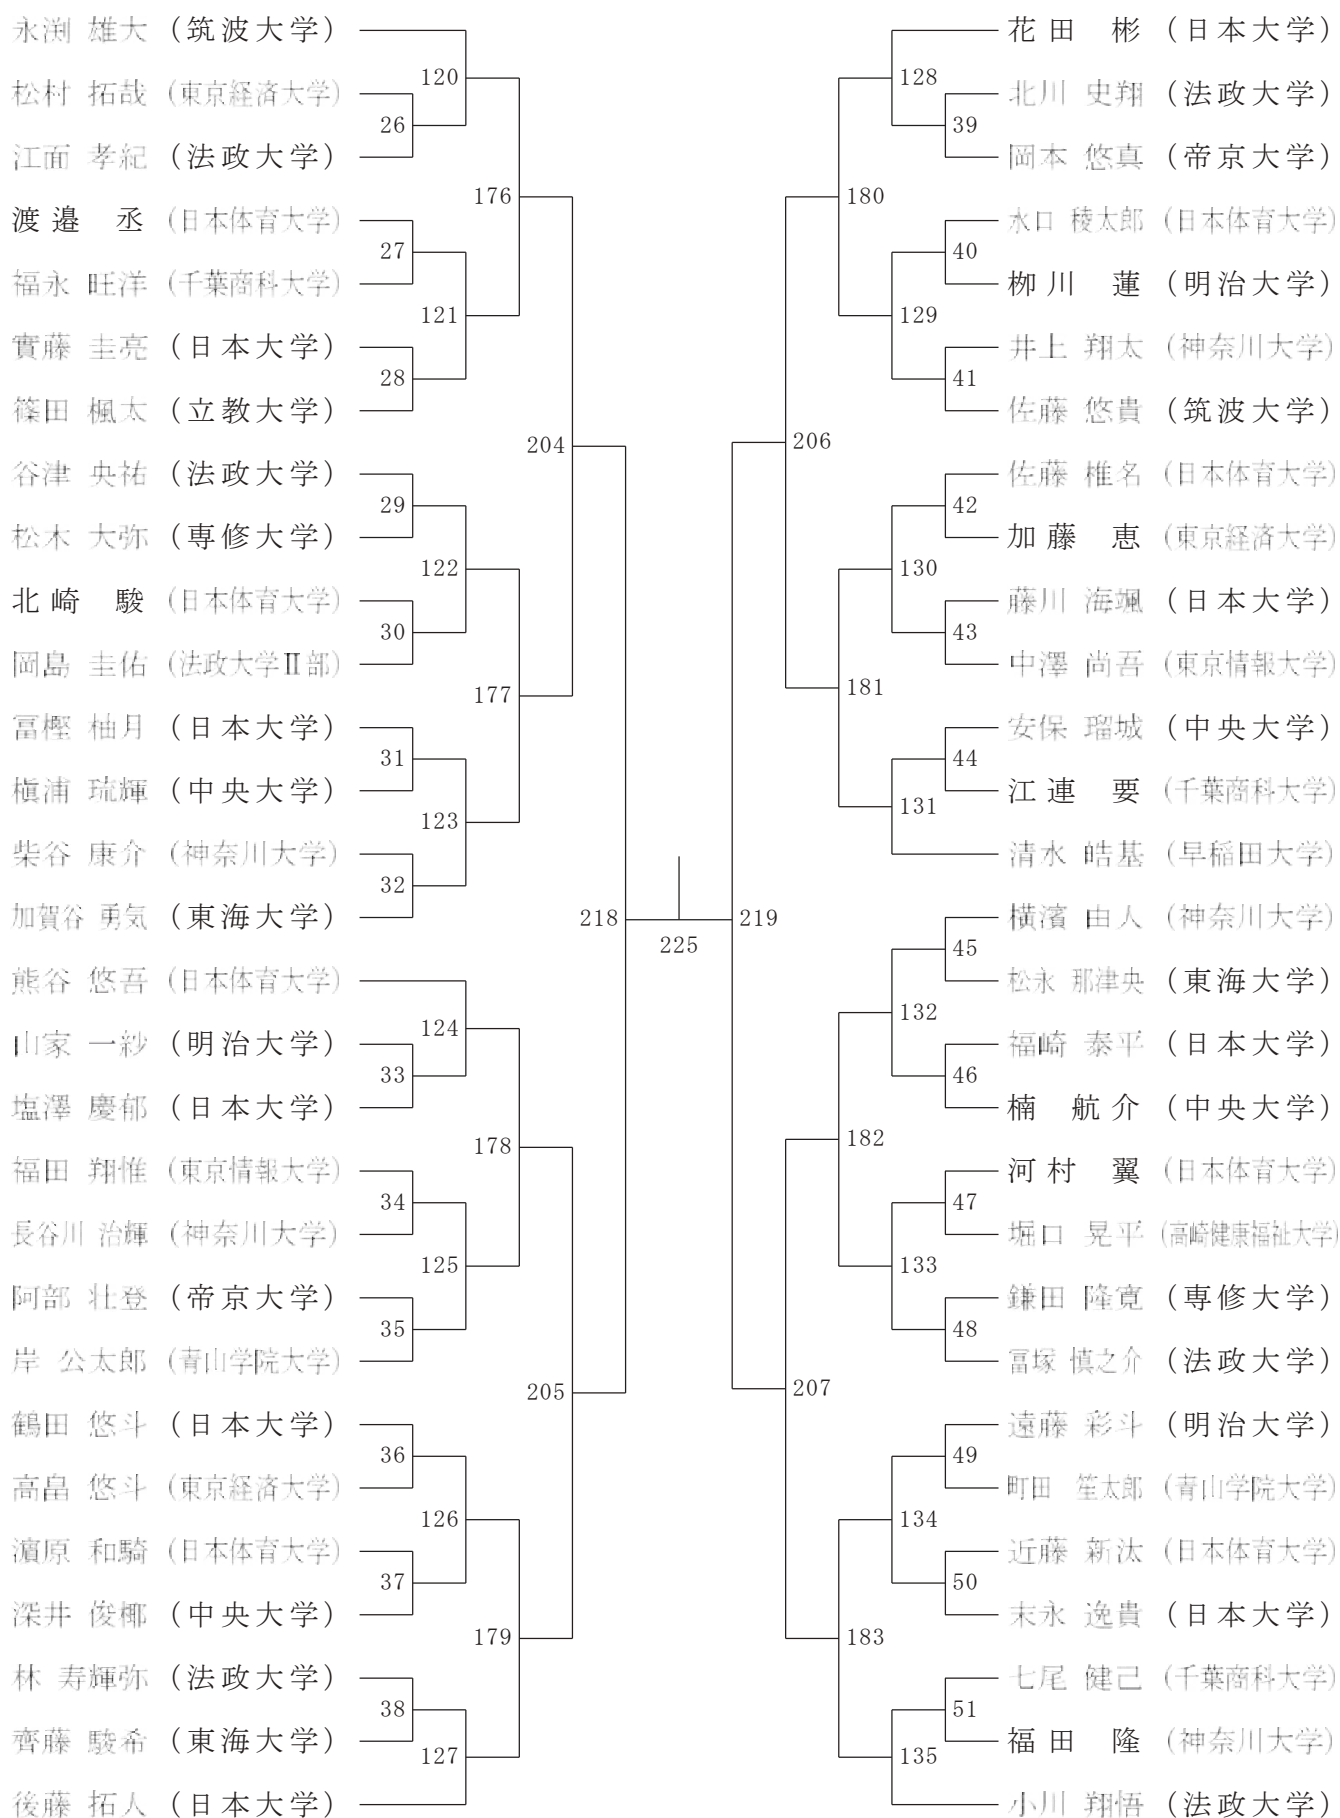 永渕 雄大 (筑波大学)
120
松村 拓哉 (東京経済大学)
26
江面 孝紀 (法政大学)
176
渡邉 丞 (日本体育大学)
27
福永 旺洋 (千葉商科大学)
121
實藤 圭亮 (日本大学)
28
篠田 楓太 (立教大学)
204
谷津 央祐 (法政大学)
29
松木 大弥 (専修大学)
122
北崎 駿 (日本体育大学)
30
岡島 圭佑 (法政大学Ⅱ部)
177
冨樫 柚月 (日本大学)
31
槇浦 琉輝 (中央大学)
123
柴谷 康介 (神奈川大学)
32
加賀谷 勇気 (東海大学)
218
熊谷 悠吾 (日本体育大学)
124
山家 一紗 (明治大学)
33
塩澤 慶郁 (日本大学)
178
福田 翔惟 (東京情報大学)
34
長谷川 治輝 (神奈川大学)
125
阿部 壮登 (帝京大学)
35
岸 公太郎 (青山学院大学)
205
鶴田 悠斗 (日本大学)
36
高畠 悠斗 (東京経済大学)
126
濵原 和騎 (日本体育大学)
37
深井 俊椰 (中央大学)
179
林 寿輝弥 (法政大学)
38
齊藤 駿希 (東海大学)
127
後藤 拓人 (日本大学)
225
花田 彬 (日本大学)
128
北川 史翔 (法政大学)
39
岡本 悠真 (帝京大学)
180
水口 稜太郎 (日本体育大学)
40
栁川 蓮 (明治大学)
129
井上 翔太 (神奈川大学)
41
佐藤 悠貴 (筑波大学)
206
佐藤 椎名 (日本体育大学)
42
加藤 恵 (東京経済大学)
130
藤川 海颯 (日本大学)
43
中澤 尚吾 (東京情報大学)
181
安保 瑠城 (中央大学)
44
江連 要 (千葉商科大学)
131
清水 皓基 (早稲田大学)
219
横濱 由人 (神奈川大学)
45
松永 那津央 (東海大学)
132
福崎 泰平 (日本大学)
46
楠 航介 (中央大学)
182
河村 翼 (日本体育大学)
47
堀口 晃平 (高崎健康福祉大学)
133
鎌田 隆寛 (専修大学)
48
冨塚 慎之介 (法政大学)
207
遠藤 彩斗 (明治大学)
49
町田 笙太郎 (青山学院大学)
134
近藤 新汰 (日本体育大学)
50
末永 逸貴 (日本大学)
183
七尾 健己 (千葉商科大学)
51
福田 隆 (神奈川大学)
135
小川 翔悟 (法政大学)